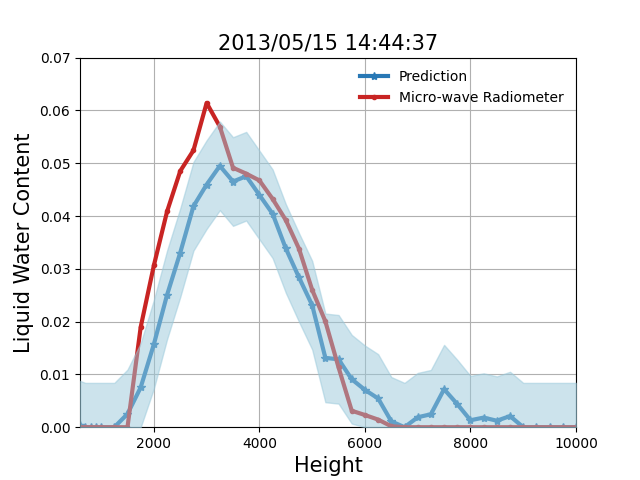 2013/05/15 14:44:37
Prediction
Micro-wave Radiometer
Liquid Water Content
0.07
0.06
0.05
0.04
0.03
0.02
0.01
0.00
2000 4000 6000 8000 10000
Height